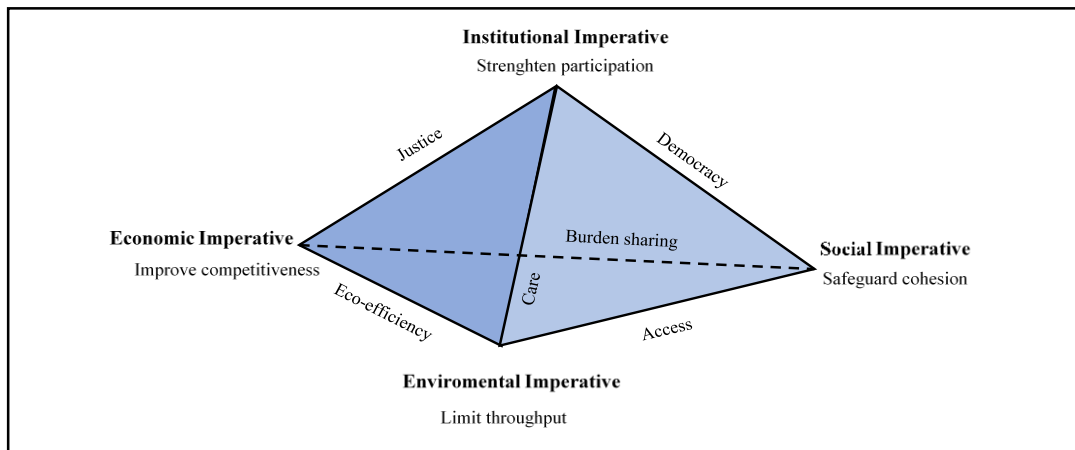 Institutional Imperative
Strenghten participation
Justice
Democracy
Burden sharing
Economic Imperative
Improve competitiveness
Social Imperative
Safeguard cohesion
Care
Eco-efficiency
Access
Enviromental Imperative
Limit throughput